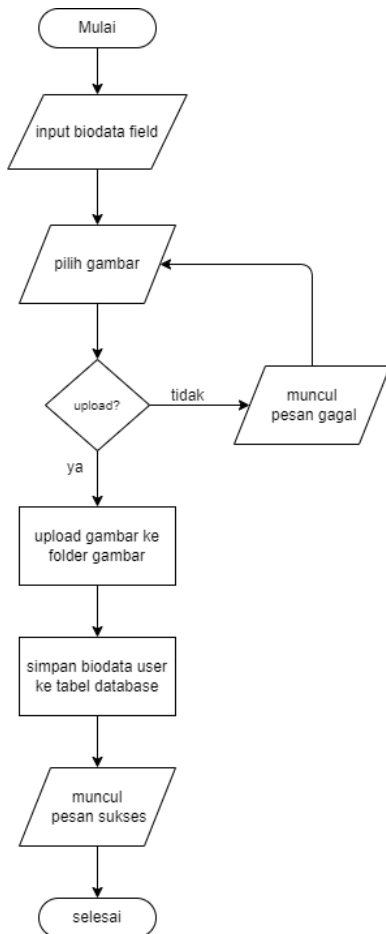 Mulai
input biodata field
pilih gambar
upload?
tidak
muncul
pesan gagal
ya
upload gambar ke
folder gambar
simpan biodata user
ke tabel database
muncul
pesan sukses
selesai